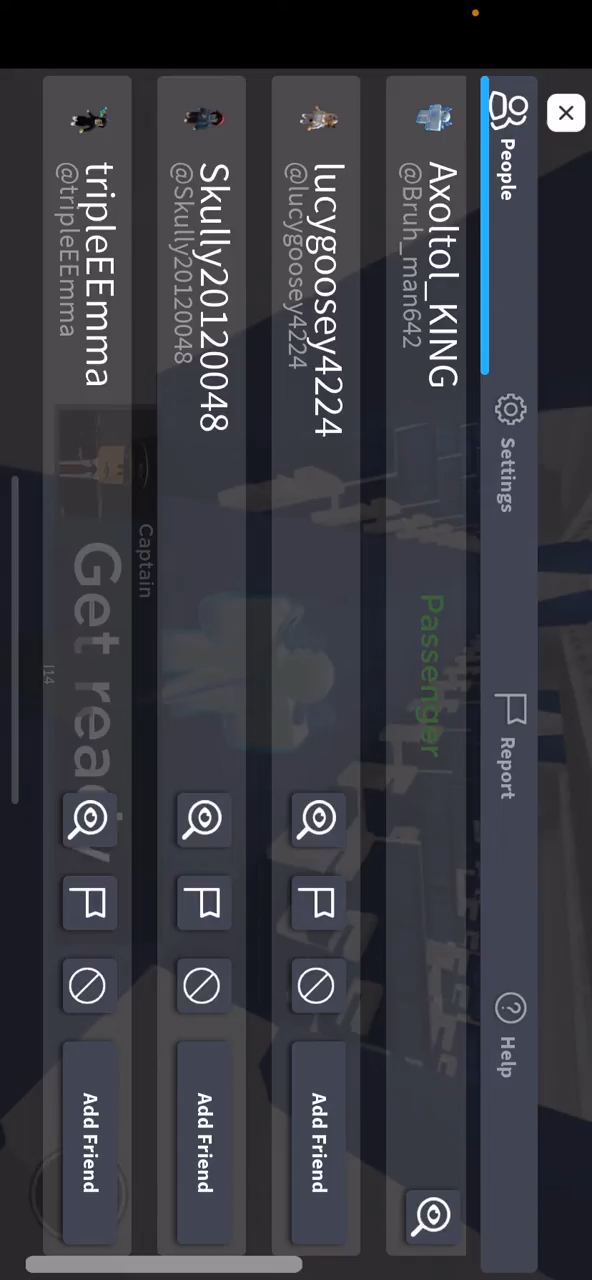 People
Settings
Report
Help
Axoltol_KING
@Bruh_man642
Passenger
lucygoosey4224
@lucygoosey4224
Add Friend
Skully20120048
@Skully20120048
Add Friend
Captain
tripleEEmma
@tripleEEmma
Get ready
Add Friend